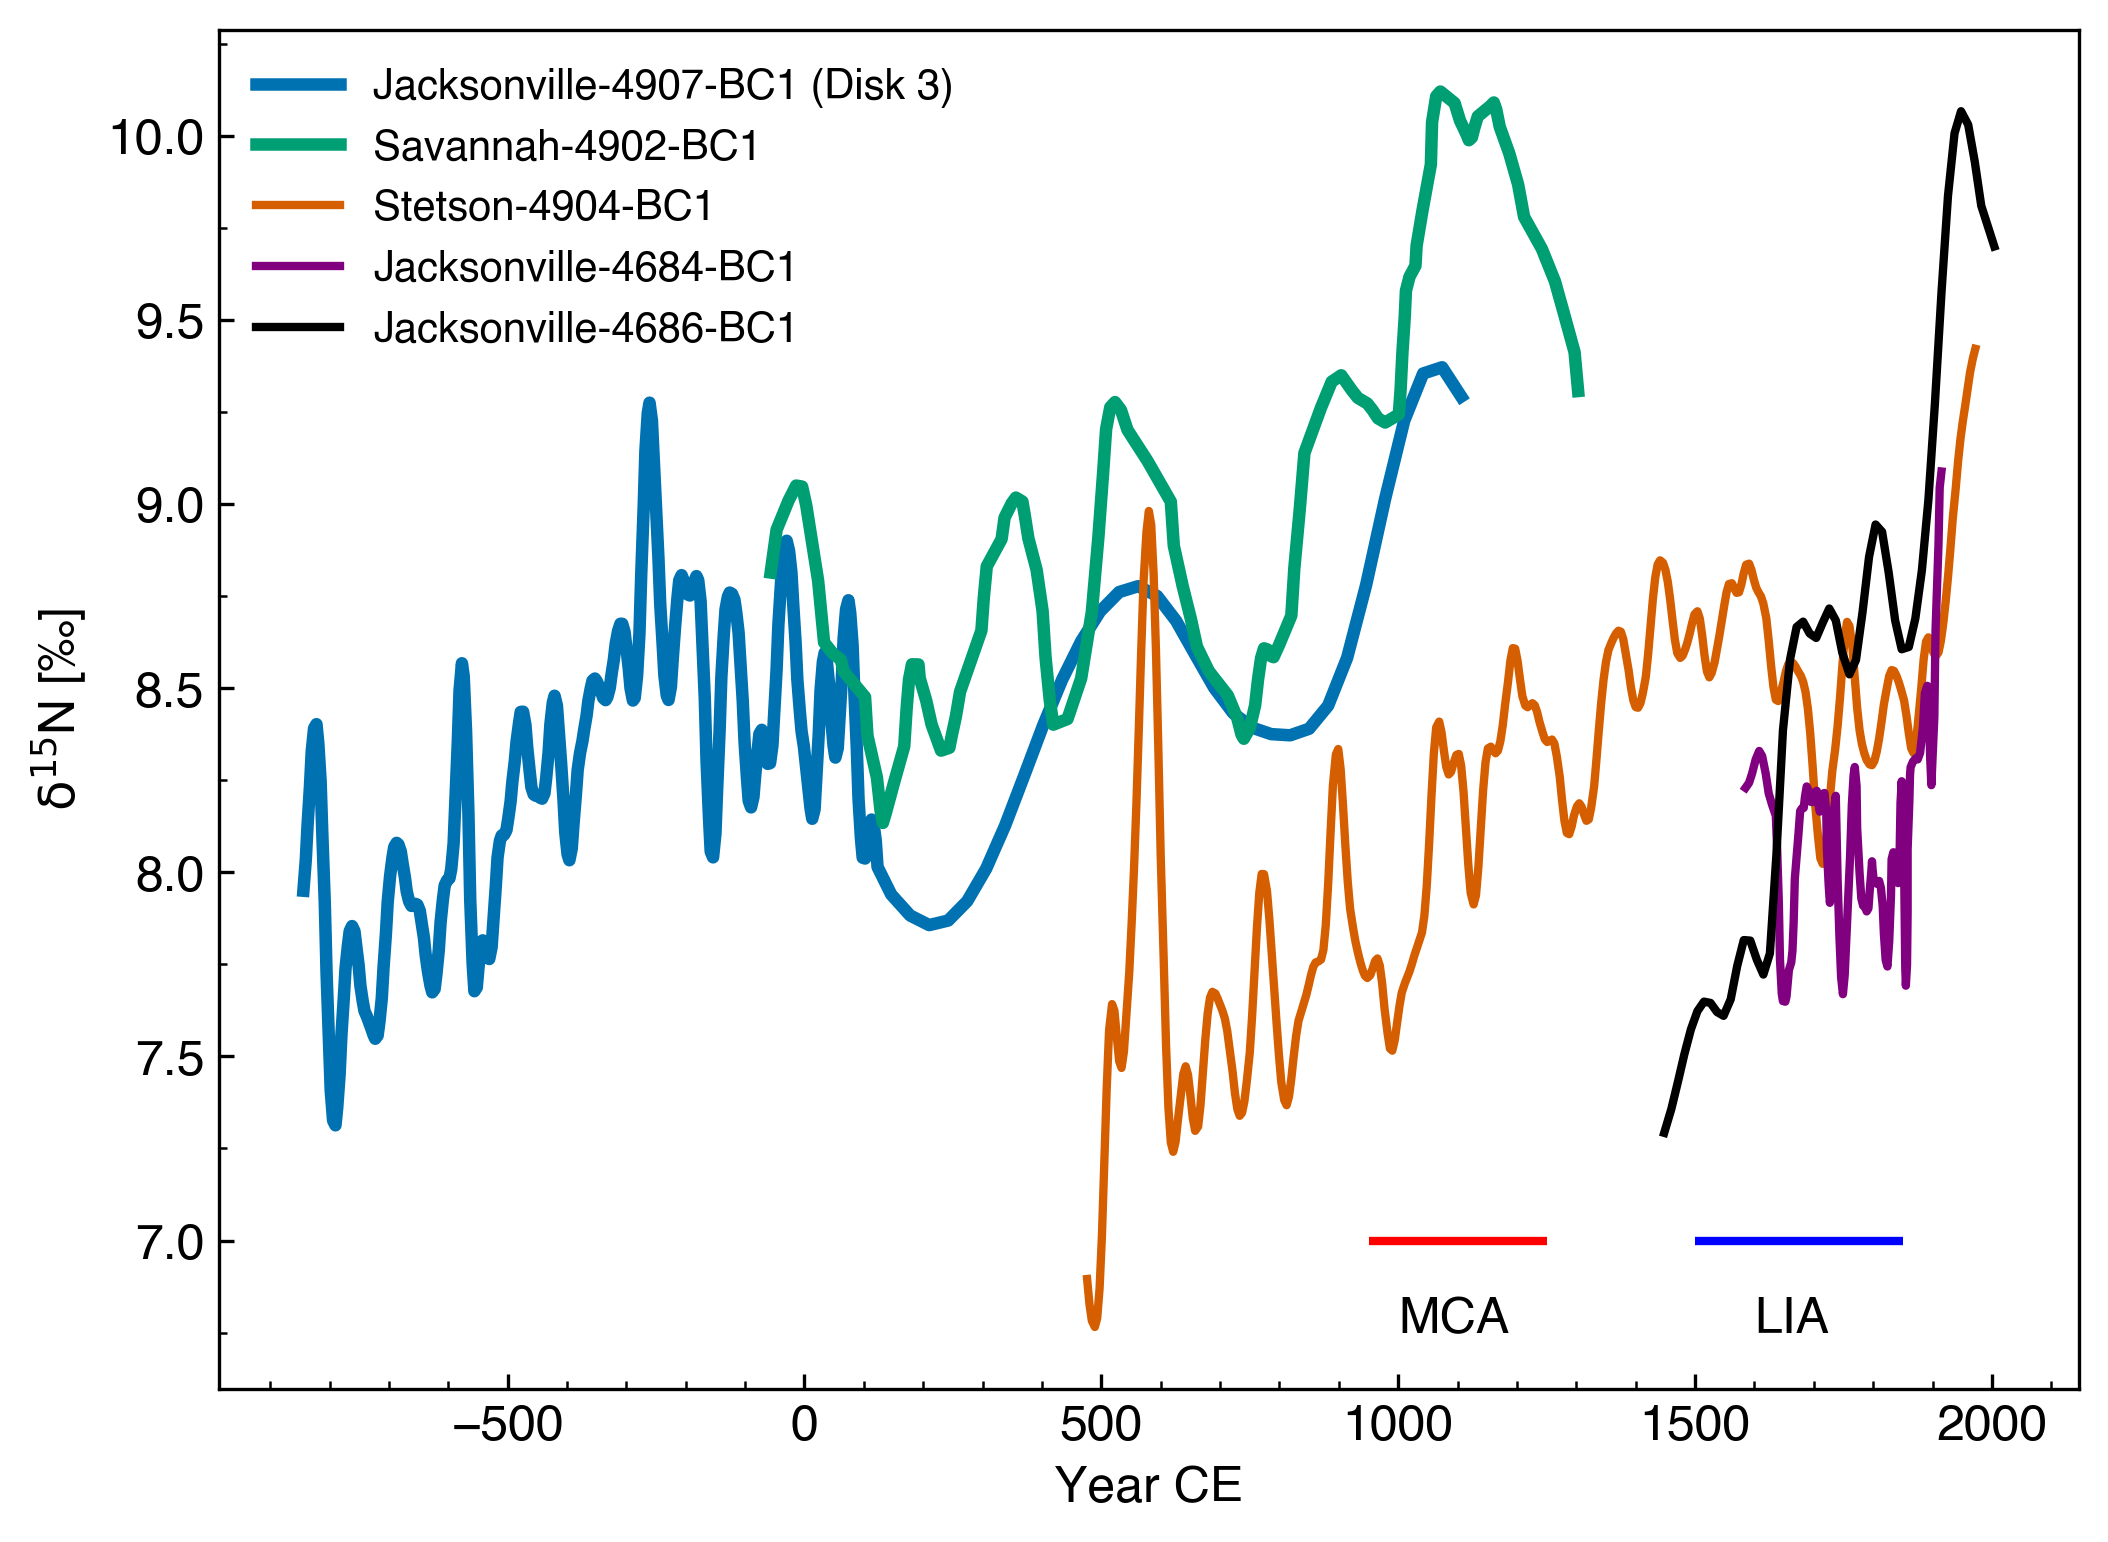 Jacksonville-4907-BC1 (Disk 3)
Savannah-4902-BC1
Stetson-4904-BC1
Jacksonville-4684-BC1
Jacksonville-4686-BC1
10.0
9.5
9.0
8.5
8.0
7.5
7.0
δ¹⁵N [‰]
MCA
LIA
−500
0
500
1000
1500
2000
Year CE